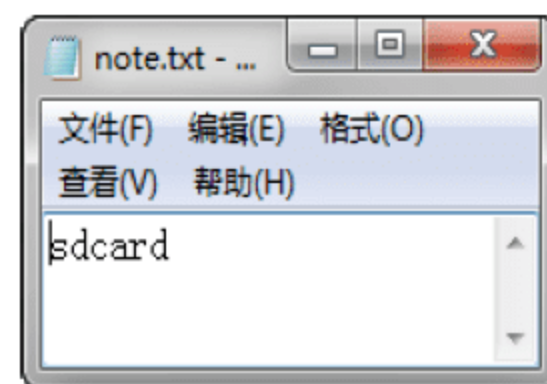 note.txt - ...
文件(F) 编辑(E) 格式(O)
查看(V) 帮助(H)
sdcard